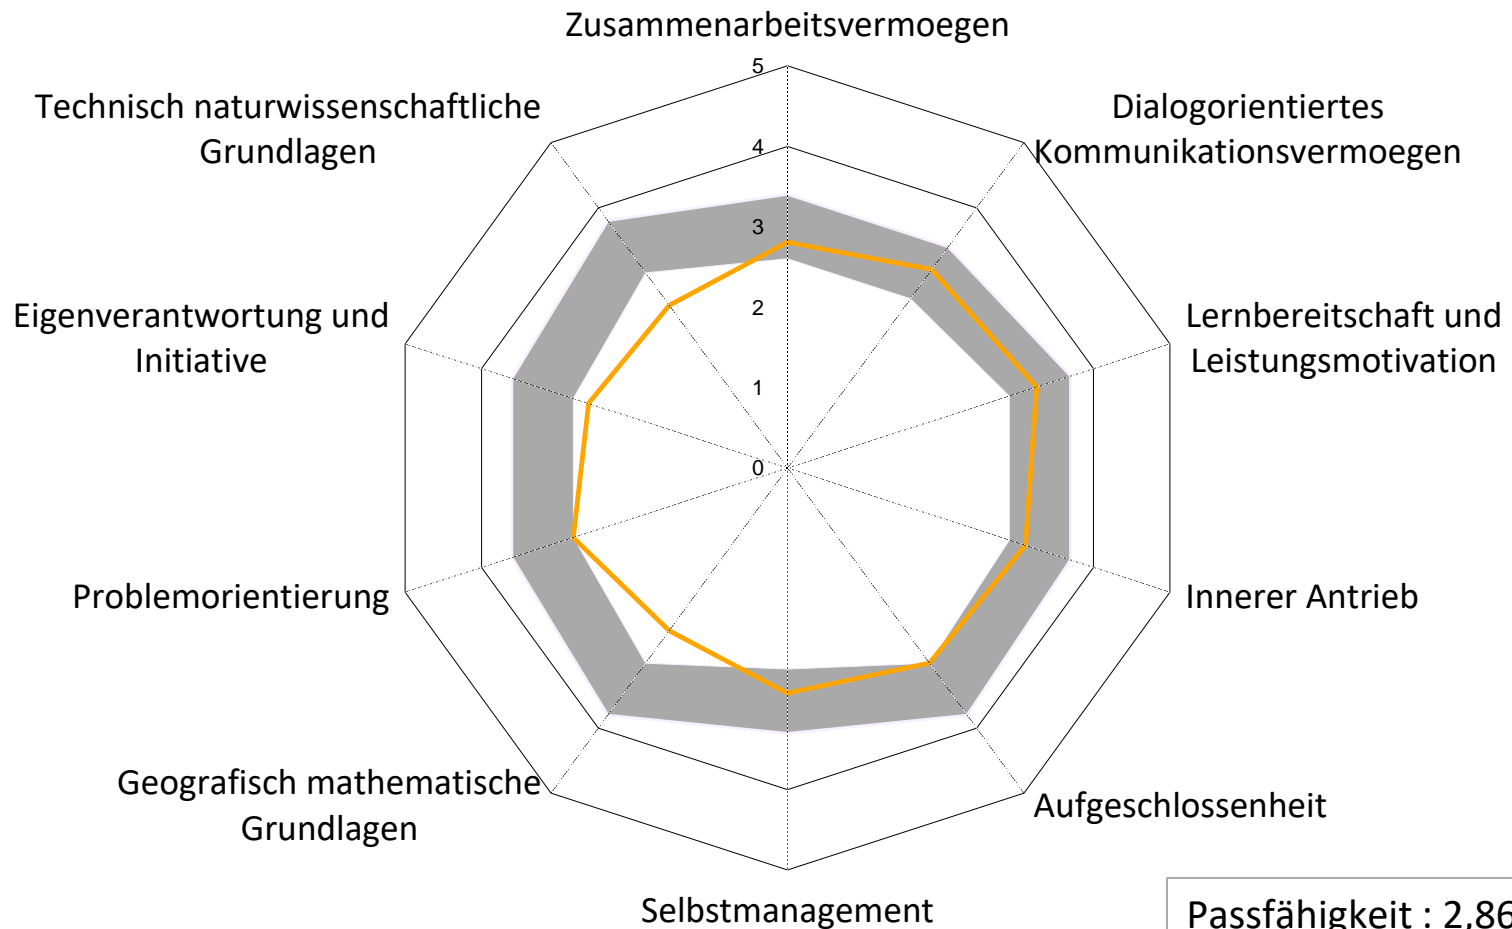 Zusammenarbeitsvermoegen
5
Technisch naturwissenschaftliche
Grundlagen
Dialogorientiertes
Kommunikationsvermoegen
4
3
2
Eigenverantwortung und
Initiative
Lernbereitschaft und
Leistungsmotivation
1
0
Problemorientierung
Innerer Antrieb
Geografisch mathematische
Grundlagen
Aufgeschlossenheit
Selbstmanagement
Passfähigkeit : 2,86